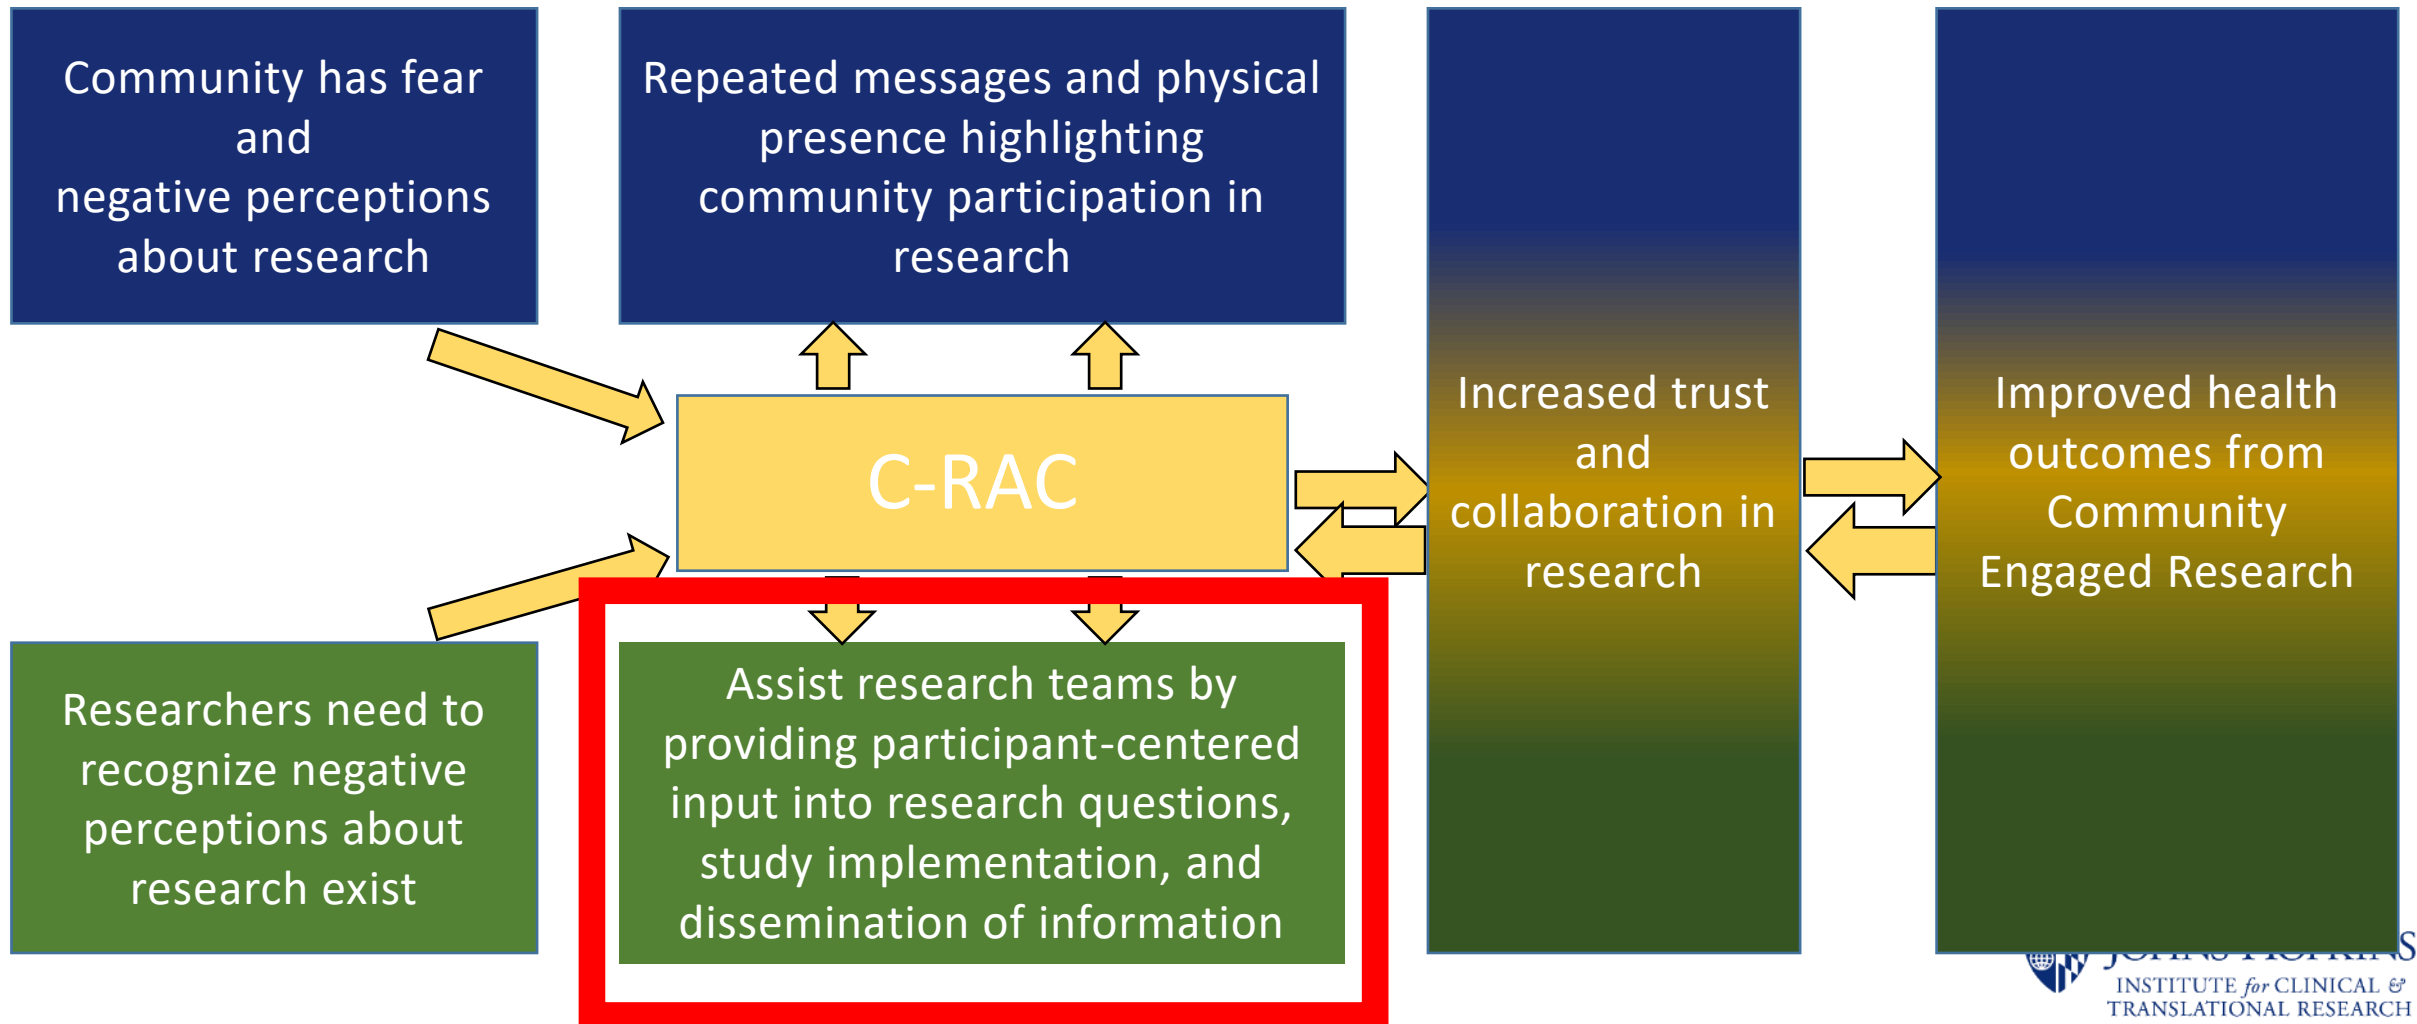 Community has fear
and
negative perceptions
about research
Repeated messages and physical
presence highlighting
community participation in
research
C-RAC
Researchers need to
recognize negative
perceptions about
research exist
Assist research teams by
providing participant-centered
input into research questions,
study implementation, and
dissemination of information
Increased trust
and
collaboration in
research
Improved health
outcomes from
Community
Engaged Research
JOHNS HOPKINS
INSTITUTE for CLINICAL &
TRANSLATIONAL RESEARCH